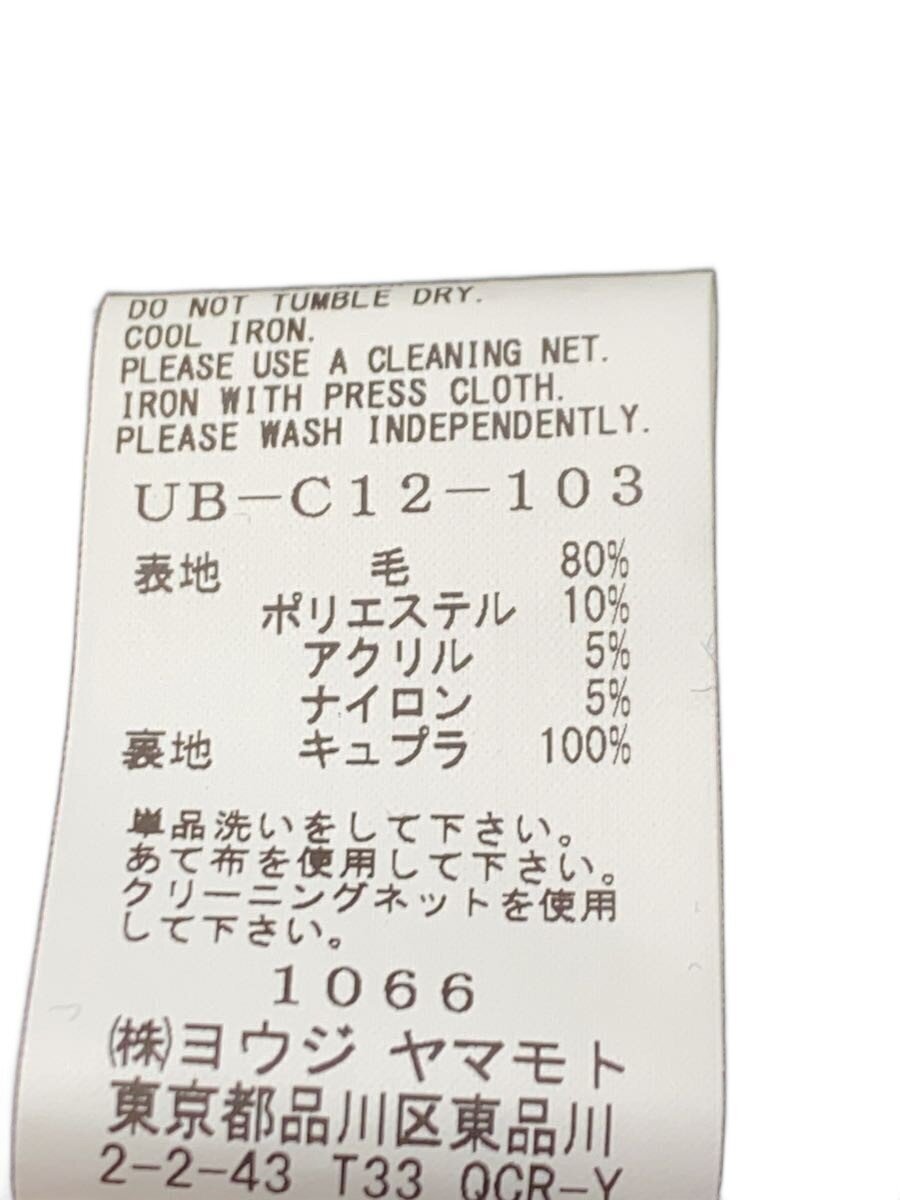 DO NOT TUMBLE DRY.
COOL IRON.
PLEASE USE A CLEANING NET.
IRON WITH PRESS CLOTH.
PLEASE WASH INDEPENDENTLY.
UB-C12-103
表地 毛 80%
ポリエステル 10%
アクリル 5%
ナイロン 5%
裏地 キュプラ 100%
単品洗いをして下さい。
あて布を使用して下さい。
クリーニングネットを使用
して下さい。
1066
㈱ヨウジ ヤマモト
東京都品川区東品川
2-2-43 T33 QCR-Y